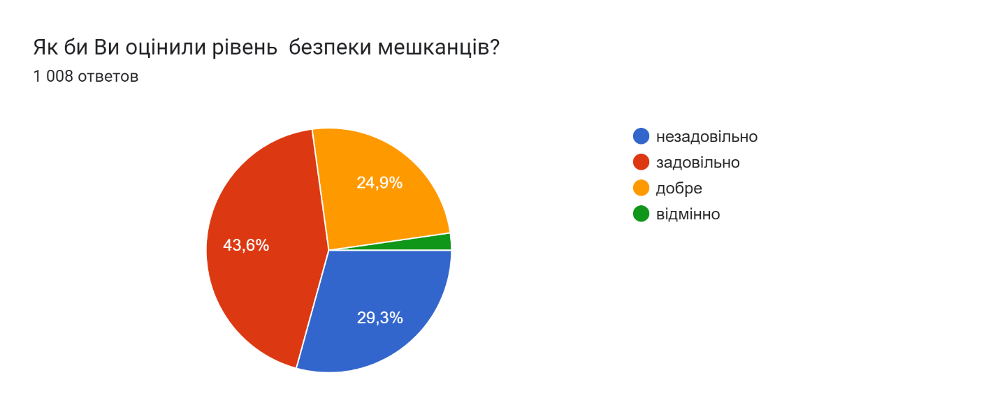 Як би Ви оцінили рівень  безпеки мешканців?
1 008 ответов
незадовільно
задовільно
добре
відмінно
24,9%
43,6%
29,3%